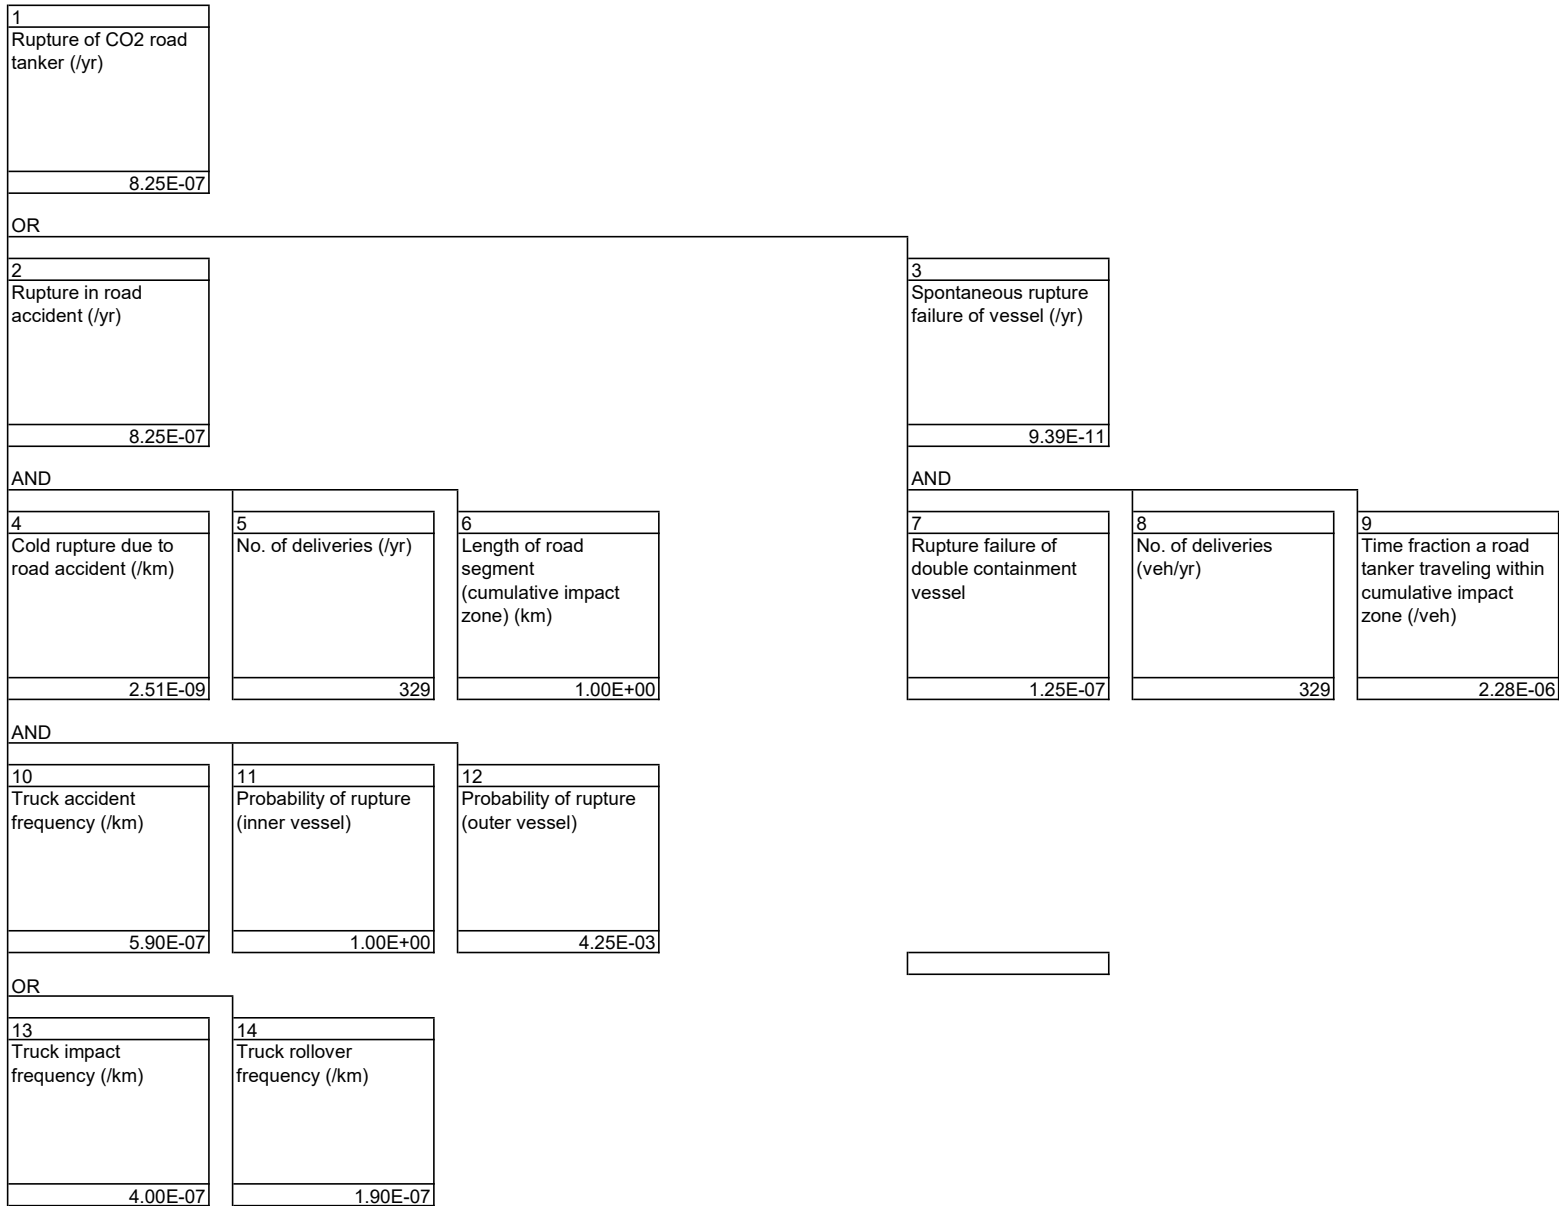 1
Rupture of CO2 road
tanker (/yr)
8.25E-07
OR
2
Rupture in road
accident (/yr)
8.25E-07
3
Spontaneous rupture
failure of vessel (/yr)
9.39E-11
AND
4
Cold rupture due to
road accident (/km)
2.51E-09
5
No. of deliveries (/yr)
329
6
Length of road
segment
(cumulative impact
zone) (km)
1.00E+00
AND
7
Rupture failure of
double containment
vessel
1.25E-07
8
No. of deliveries
(veh/yr)
329
9
Time fraction a road
tanker traveling within
cumulative impact
zone (/veh)
2.28E-06
AND
10
Truck accident
frequency (/km)
5.90E-07
11
Probability of rupture
(inner vessel)
1.00E+00
12
Probability of rupture
(outer vessel)
4.25E-03
OR
13
Truck impact
frequency (/km)
4.00E-07
14
Truck rollover
frequency (/km)
1.90E-07